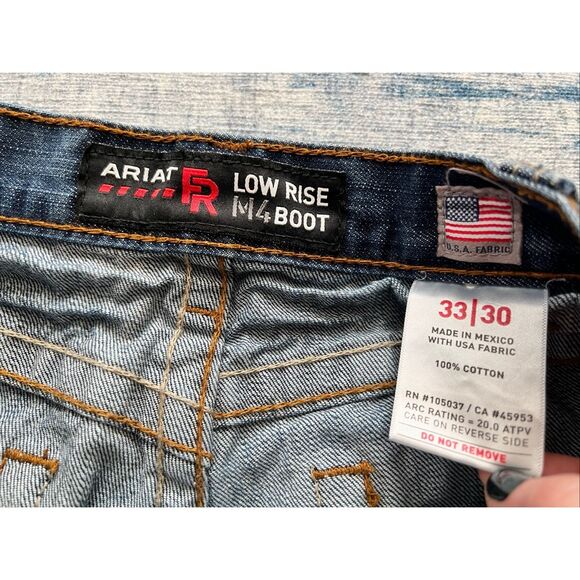 ARIAT FR LOW RISE
M4 BOOT
U.S.A. FABRIC
33|30
MADE IN MEXICO
WITH USA FABRIC
100% COTTON
RN #105037 / CA #45953
ARC RATING = 20.0 ATPV
CARE ON REVERSE SIDE
DO NOT REMOVE